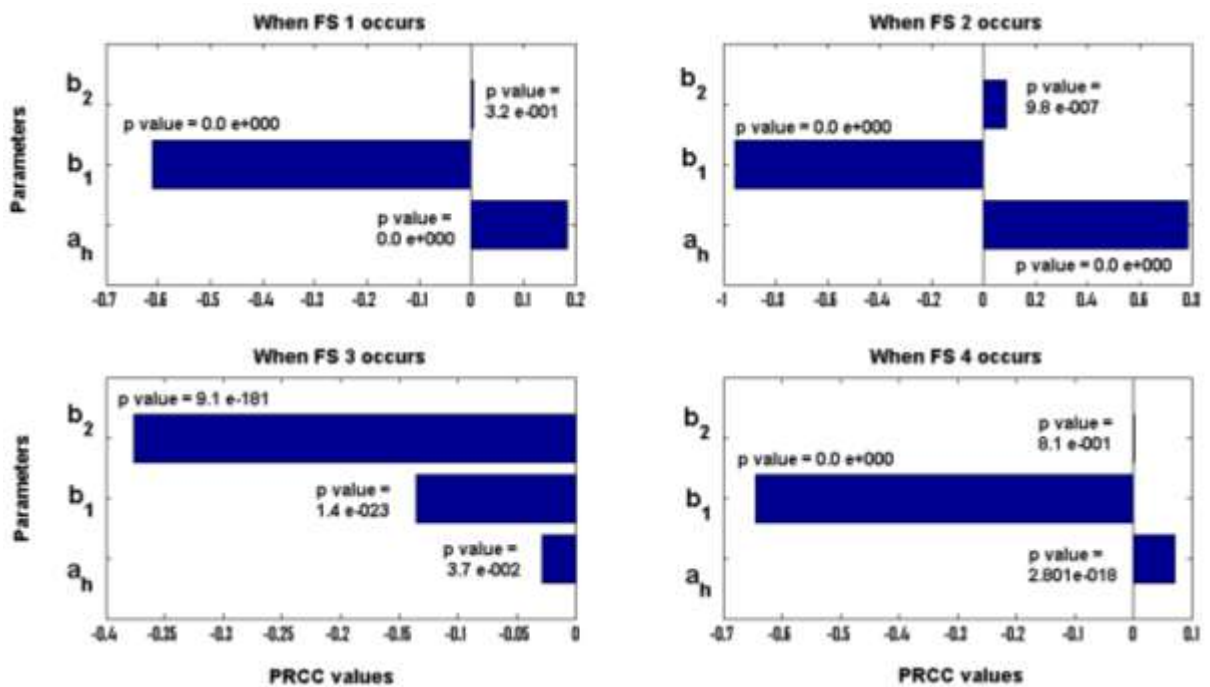 When FS 1 occurs
Parameters
b2
p value =
3.2 e-001
p value = 0.0 e+000
b1
p value =
0.0 e+000
ah
-0.7 -0.6 -0.5 -0.4 -0.3 -0.2 -0.1 0 0.1 0.2
When FS 2 occurs
b2
p value =
9.8 e-007
p value = 0.0 e+000
b1
ah
p value = 0.0 e+000
-1 -0.8 -0.6 -0.4 -0.2 0 0.2 0.4 0.6 0.8
When FS 3 occurs
Parameters
p value = 9.1 e-181
b2
b1
p value =
1.4 e-023
p value =
3.7 e-002
ah
-0.4 -0.35 -0.3 -0.25 -0.2 -0.15 -0.1 -0.05 0
PRCC values
When FS 4 occurs
b2
p value =
8.1 e-001
p value = 0.0 e+000
b1
p value =
2.801e-018
ah
-0.7 -0.6 -0.5 -0.4 -0.3 -0.2 -0.1 0 0.1
PRCC values